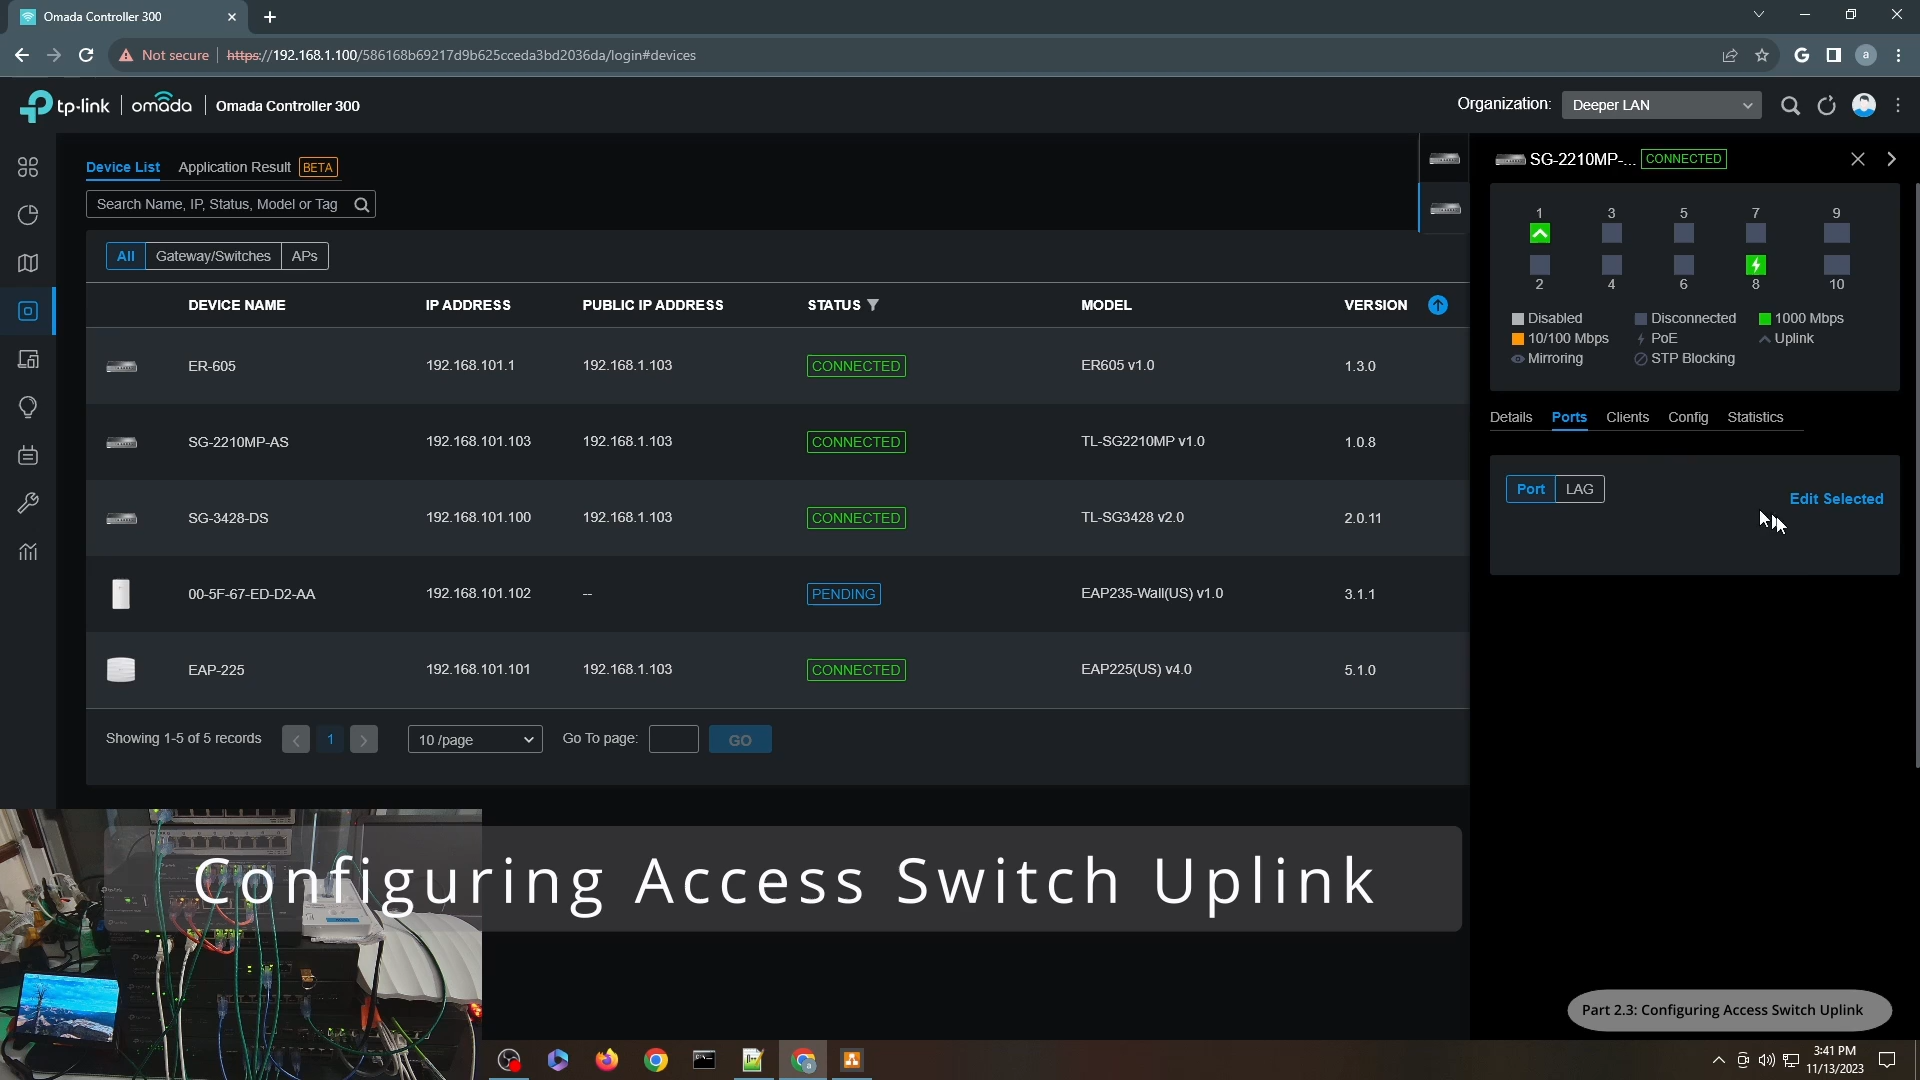 Omada Controller 300
Not secure
https://192.168.1.100/586168b69217d9b625cceda3bd2036da/login#devices
a
tp-link
omada
Omada Controller 300
Organization:
Deeper LAN
Device List
Application Result
BETA
Search Name, IP, Status, Model or Tag
All
Gateway/Switches
APs
DEVICE NAME IP ADDRESS PUBLIC IP ADDRESS STATUS MODEL VERSION
ER-605 192.168.101.1 192.168.1.103 CONNECTED ER605 v1.0 1.3.0
SG-2210MP-AS 192.168.101.103 192.168.1.103 CONNECTED TL-SG2210MP v1.0 1.0.8
SG-3428-DS 192.168.101.100 192.168.1.103 CONNECTED TL-SG3428 v2.0 2.0.11
00-5F-67-ED-D2-AA 192.168.101.102 -- PENDING EAP235-Wall(US) v1.0 3.1.1
EAP-225 192.168.101.101 192.168.1.103 CONNECTED EAP225(US) v4.0 5.1.0
Showing 1-5 of 5 records
< 1 >
10 /page
Go To page:
GO
SG-2210MP-... CONNECTED
1 3 5 7 9
2 4 6 8 10
Disabled Disconnected 1000 Mbps
10/100 Mbps PoE Uplink
Mirroring STP Blocking
Details Ports Clients Config Statistics
Port LAG
Edit Selected
Configuring Access Switch Uplink
Part 2.3: Configuring Access Switch Uplink
3:41 PM
11/13/2023